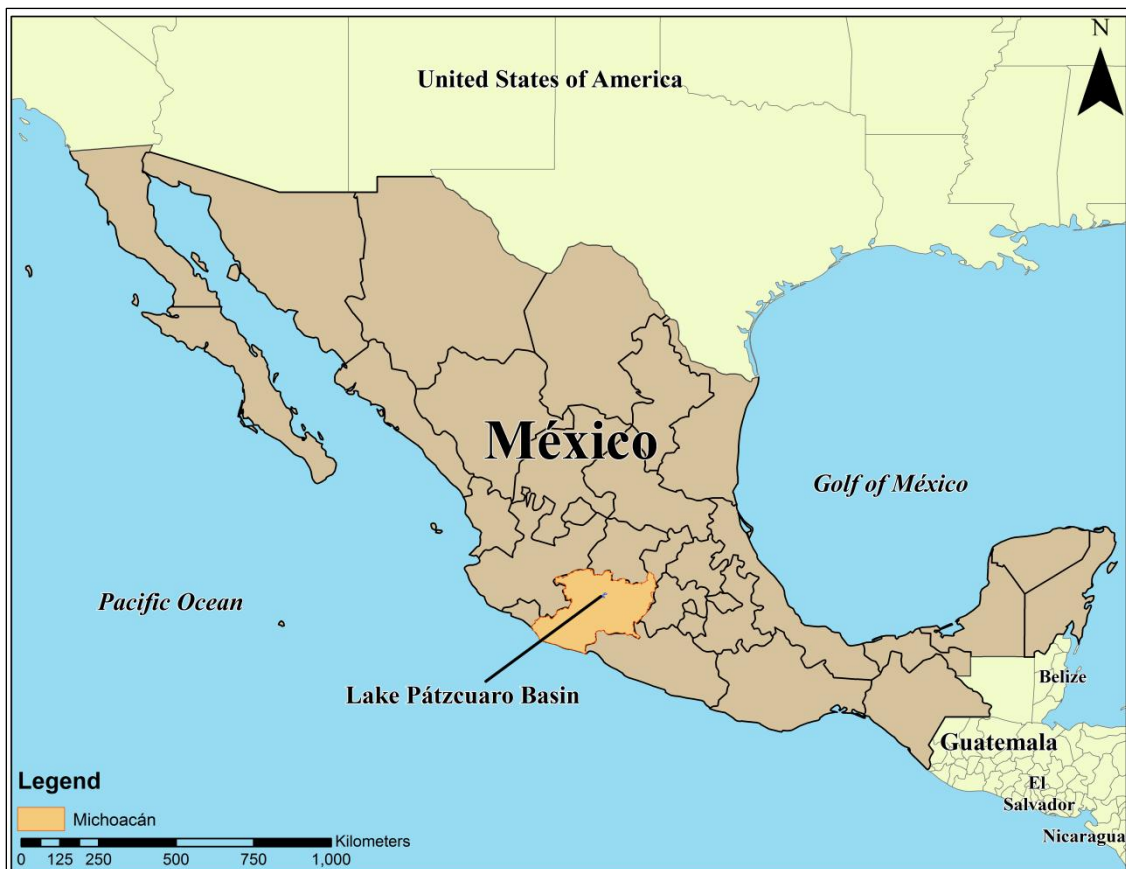 N
United States of America
México
Golf of México
Pacific Ocean
Lake Pátzcuaro Basin
Belize
Guatemala
El
Salvador
Nicaragua
Legend
Michoacán
Kilometers
0 125 250 500 750 1,000